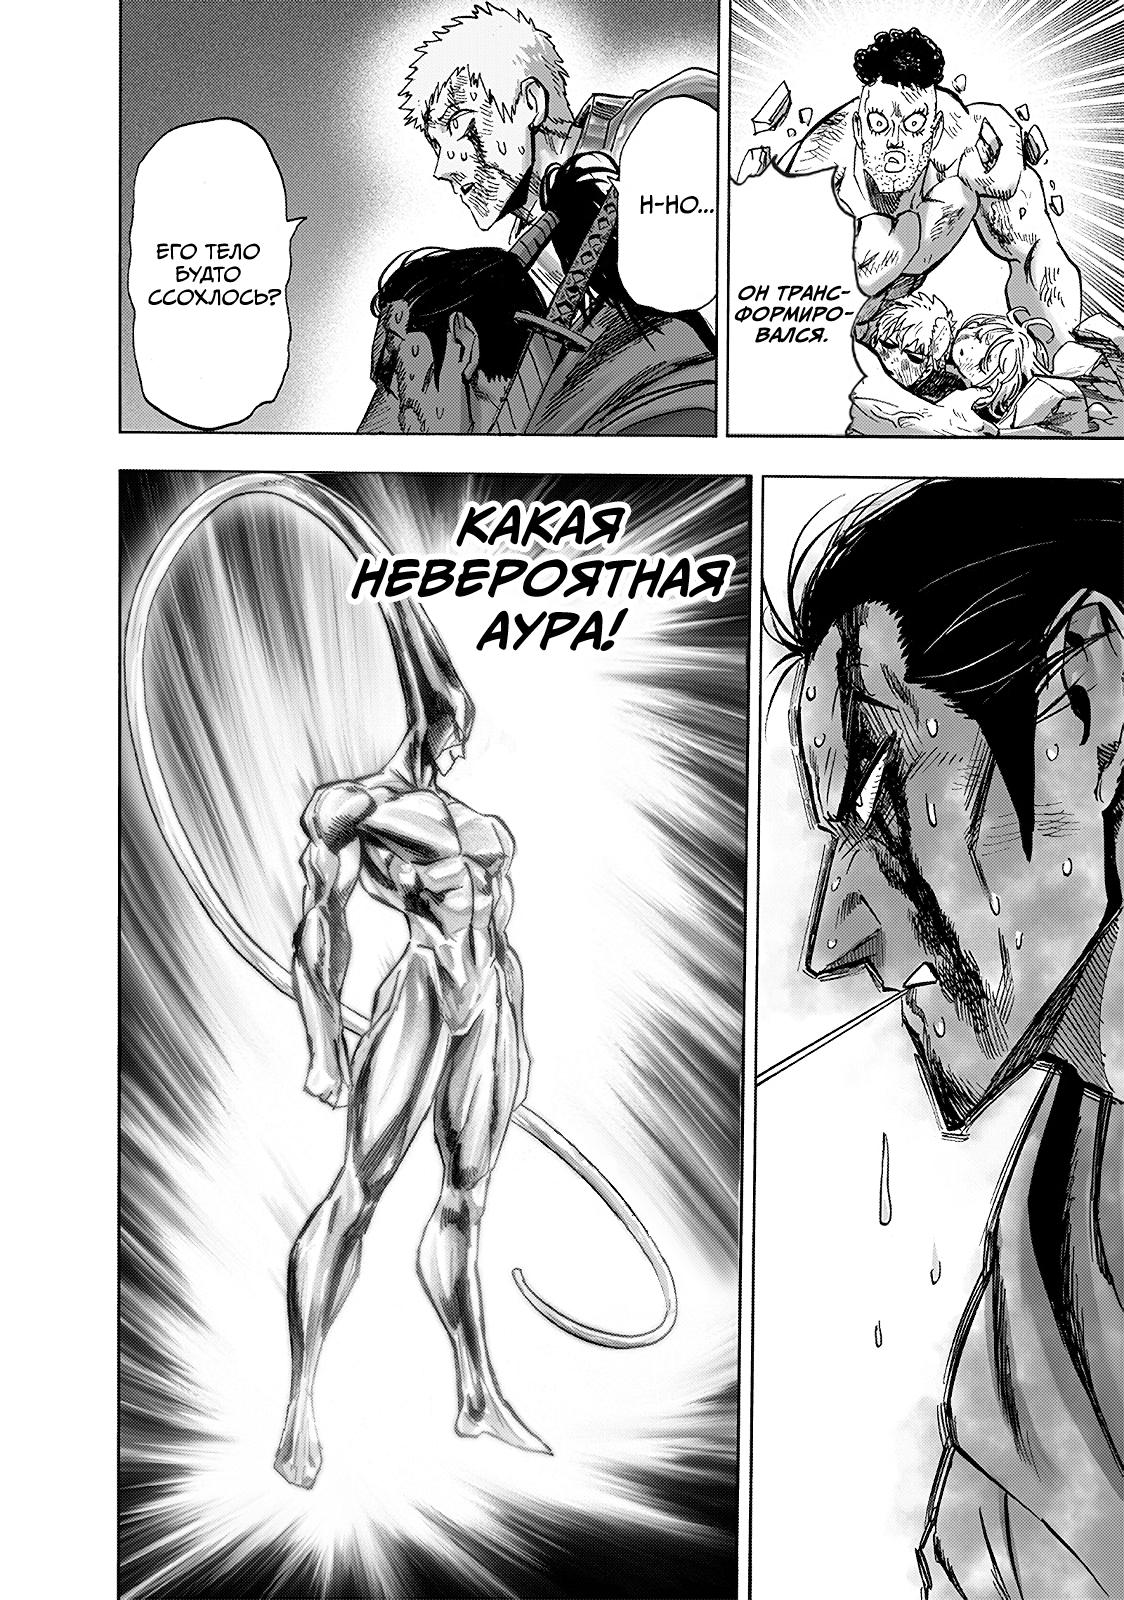 ОН ТРАНС-
ФОРМИРО-
ВАЛСЯ.
Н-НО...
ЕГО ТЕЛО
БУДТО
ССОХЛОСЬ?
КАКАЯ
НЕВЕРОЯТНАЯ
АУРА!